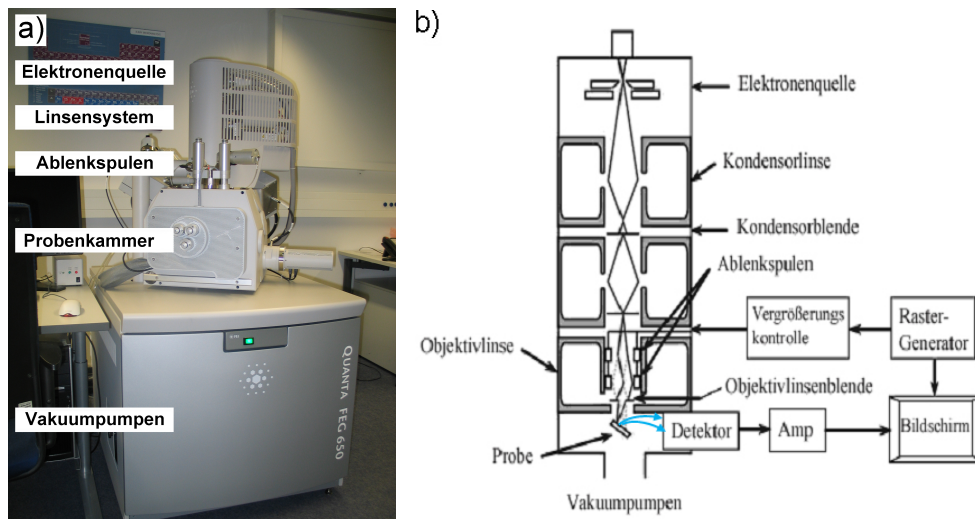 a)
Elektronenquelle
Linsensystem
Ablenkspulen
Probenkammer
Vakuumpumpen
QUANTA FEG 650
b)
Elektronenquelle
Kondensorlinse
Kondensorblende
Ablenkspulen
Vergrößerungs
kontrolle
Raster-
Generator
Objektivlinse
Objektivlinsenblende
Detektor
Amp
Bildschirm
Probe
Vakuumpumpen